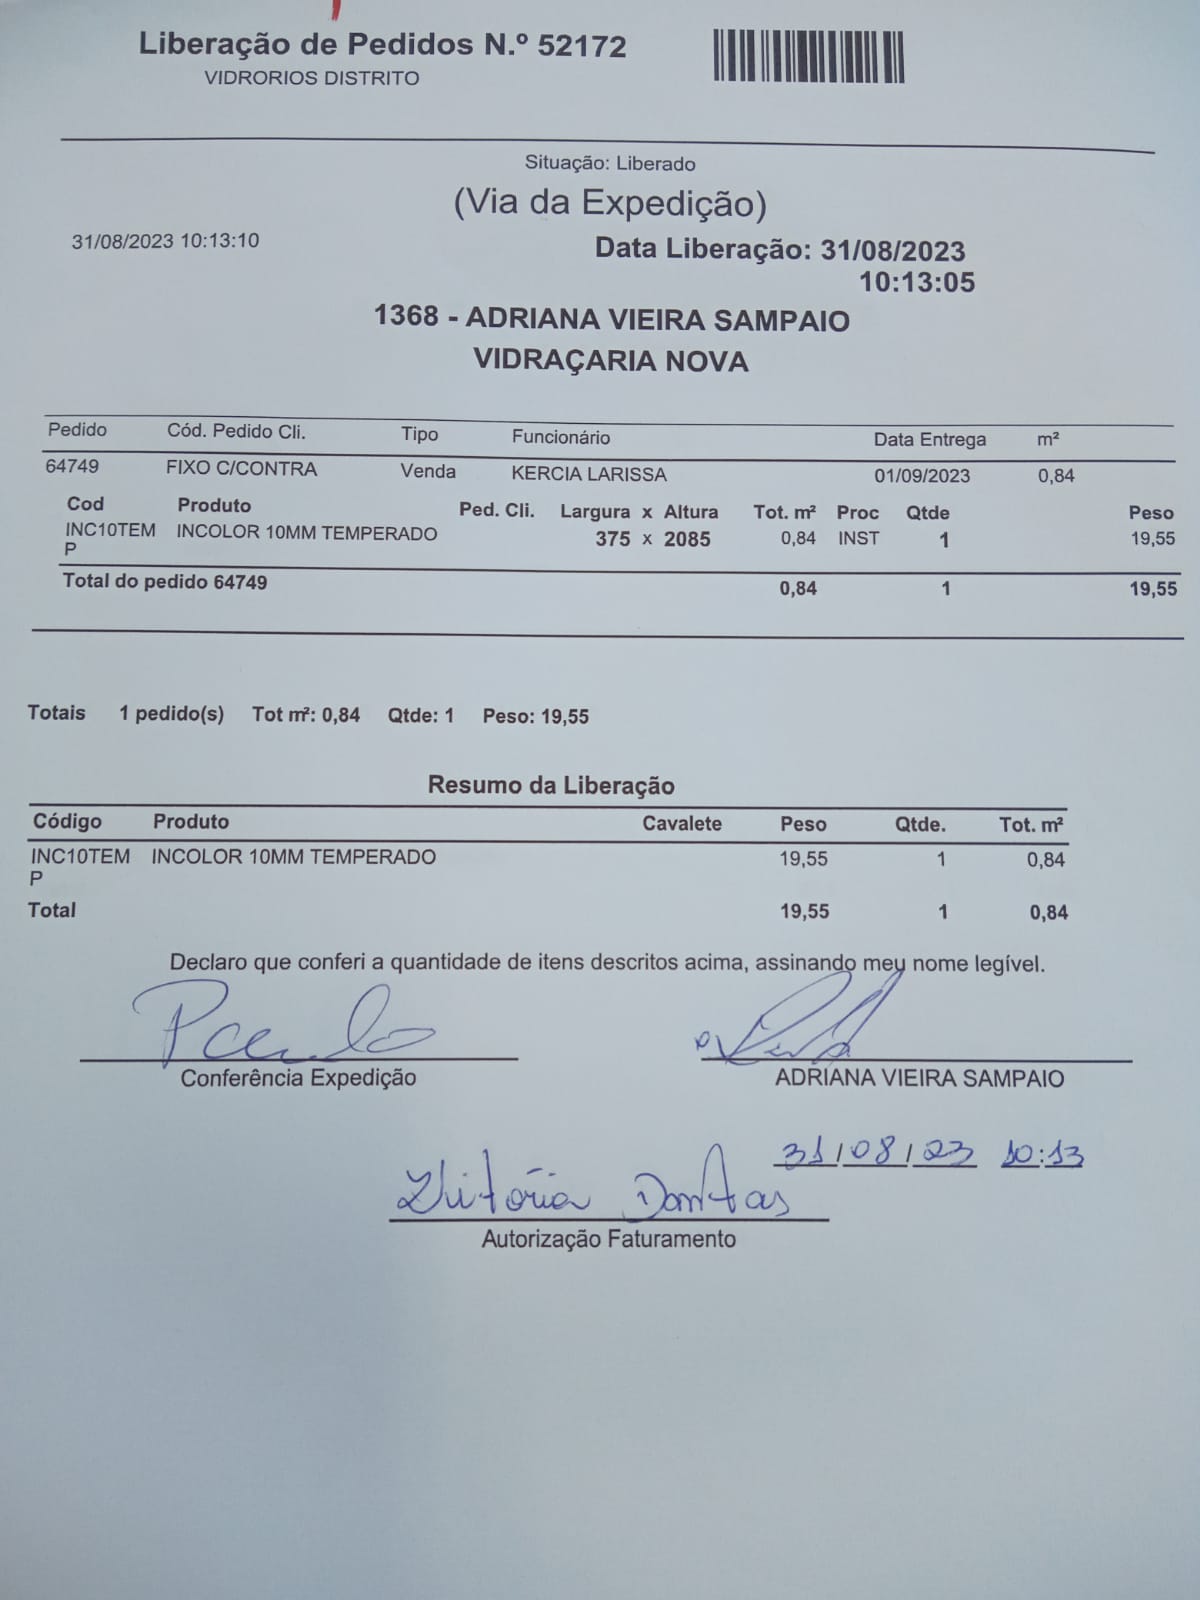 Liberação de Pedidos N.º 52172
VIDRORIOS DISTRITO
Situação: Liberado
(Via da Expedição)
31/08/2023 10:13:10
Data Liberação: 31/08/2023
10:13:05
1368 - ADRIANA VIEIRA SAMPAIO
VIDRAÇARIA NOVA
Pedido Cód. Pedido Cli. Tipo Funcionário Data Entrega m²
64749 FIXO C/CONTRA Venda KERCIA LARISSA 01/09/2023 0,84
Cod Produto Ped. Cli. Largura x Altura Tot. m² Proc Qtde Peso
INC10TEM INCOLOR 10MM TEMPERADO 375 x 2085 0,84 INST 1 19,55
P
Total do pedido 64749 0,84 1 19,55
Totais 1 pedido(s) Tot m²: 0,84 Qtde: 1 Peso: 19,55
Resumo da Liberação
Código Produto Cavalete Peso Qtde. Tot. m²
INC10TEM INCOLOR 10MM TEMPERADO 19,55 1 0,84
P
Total 19,55 1 0,84
Declaro que conferi a quantidade de itens descritos acima, assinando meu nome legível.
Conferência Expedição ADRIANA VIEIRA SAMPAIO
31/08/23 10:13
Vitória Dantas
Autorização Faturamento